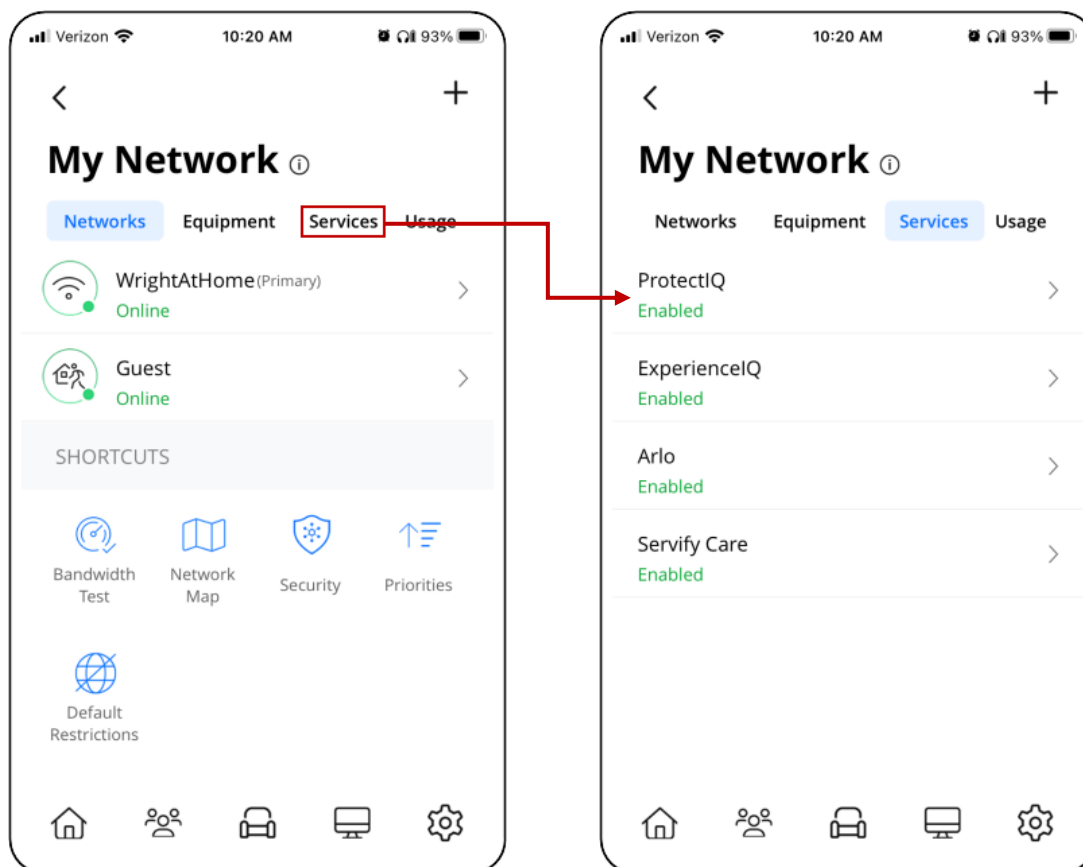 Verizon 10:20 AM 93%
My Network
Networks Equipment Services Usage
WrightAtHome (Primary)
Online
Guest
Online
SHORTCUTS
Bandwidth Test
Network Map
Security
Priorities
Default Restrictions
Verizon 10:20 AM 93%
My Network
Networks Equipment Services Usage
ProtectIQ
Enabled
ExperienceIQ
Enabled
Arlo
Enabled
Servify Care
Enabled